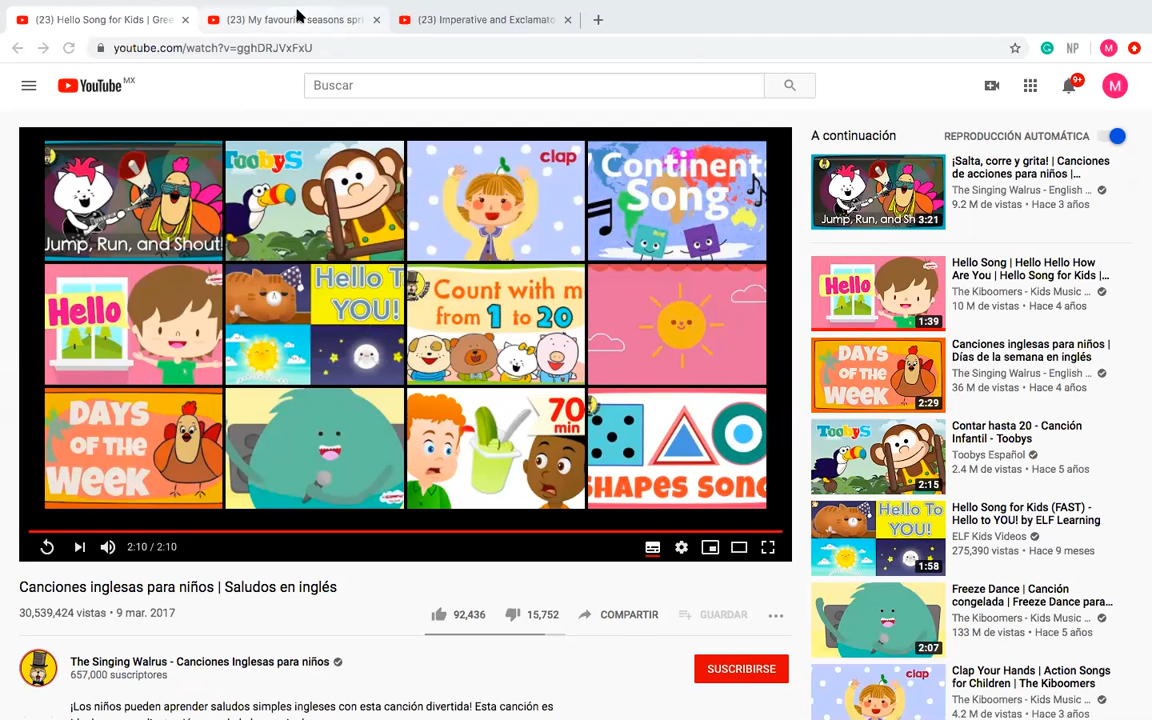 (23) Hello Song for Kids | Gree
(23) My favourite seasons spri
(23) Imperative and Exclamato
youtube.com/watch?v=gghDRJVxFxU
NP
M
YouTube MX
Buscar
9+
M
Jump, Run, and Shout!
TOOBYS
clap
Continent
Song
Hello
Hello T
YOU!
Count with m
from 1 to 20
DAYS
OF THE
WEEK
70
min
SHAPES SONG
2:10 / 2:10
Canciones inglesas para niños | Saludos en inglés
30,539,424 vistas • 9 mar. 2017
92,436
15,752
COMPARTIR
GUARDAR
The Singing Walrus - Canciones Inglesas para niños
657,000 suscriptores
SUSCRIBIRSE
¡Los niños pueden aprender saludos simples ingleses con esta canción divertida! Esta canción es
A continuación
REPRODUCCIÓN AUTOMÁTICA
Jump, Run, and Sh
3:21
¡Salta, corre y grita! | Canciones
de acciones para niños |...
The Singing Walrus - English ...
9.2 M de vistas • Hace 3 años
Hello
1:39
Hello Song | Hello Hello How
Are You | Hello Song for Kids |...
The Kiboomers - Kids Music ...
10 M de vistas • Hace 4 años
DAYS
OF THE
WEEK
2:29
Canciones inglesas para niños |
Días de la semana en inglés
The Singing Walrus - English ...
36 M de vistas • Hace 4 años
TOOBYS
2:15
Contar hasta 20 - Canción
Infantil - Toobys
Toobys Español
2.4 M de vistas • Hace 5 años
Hello To
YOU!
1:58
Hello Song for Kids (FAST) -
Hello to YOU! by ELF Learning
ELF Kids Videos
275,390 vistas • Hace 9 meses
2:07
Freeze Dance | Canción
congelada | Freeze Dance para...
The Kiboomers - Kids Music ...
133 M de vistas • Hace 5 años
clap
Clap Your Hands | Action Songs
for Children | The Kiboomers
The Kiboomers - Kids Music ...
4.2 M de vistas • Hace 3 años